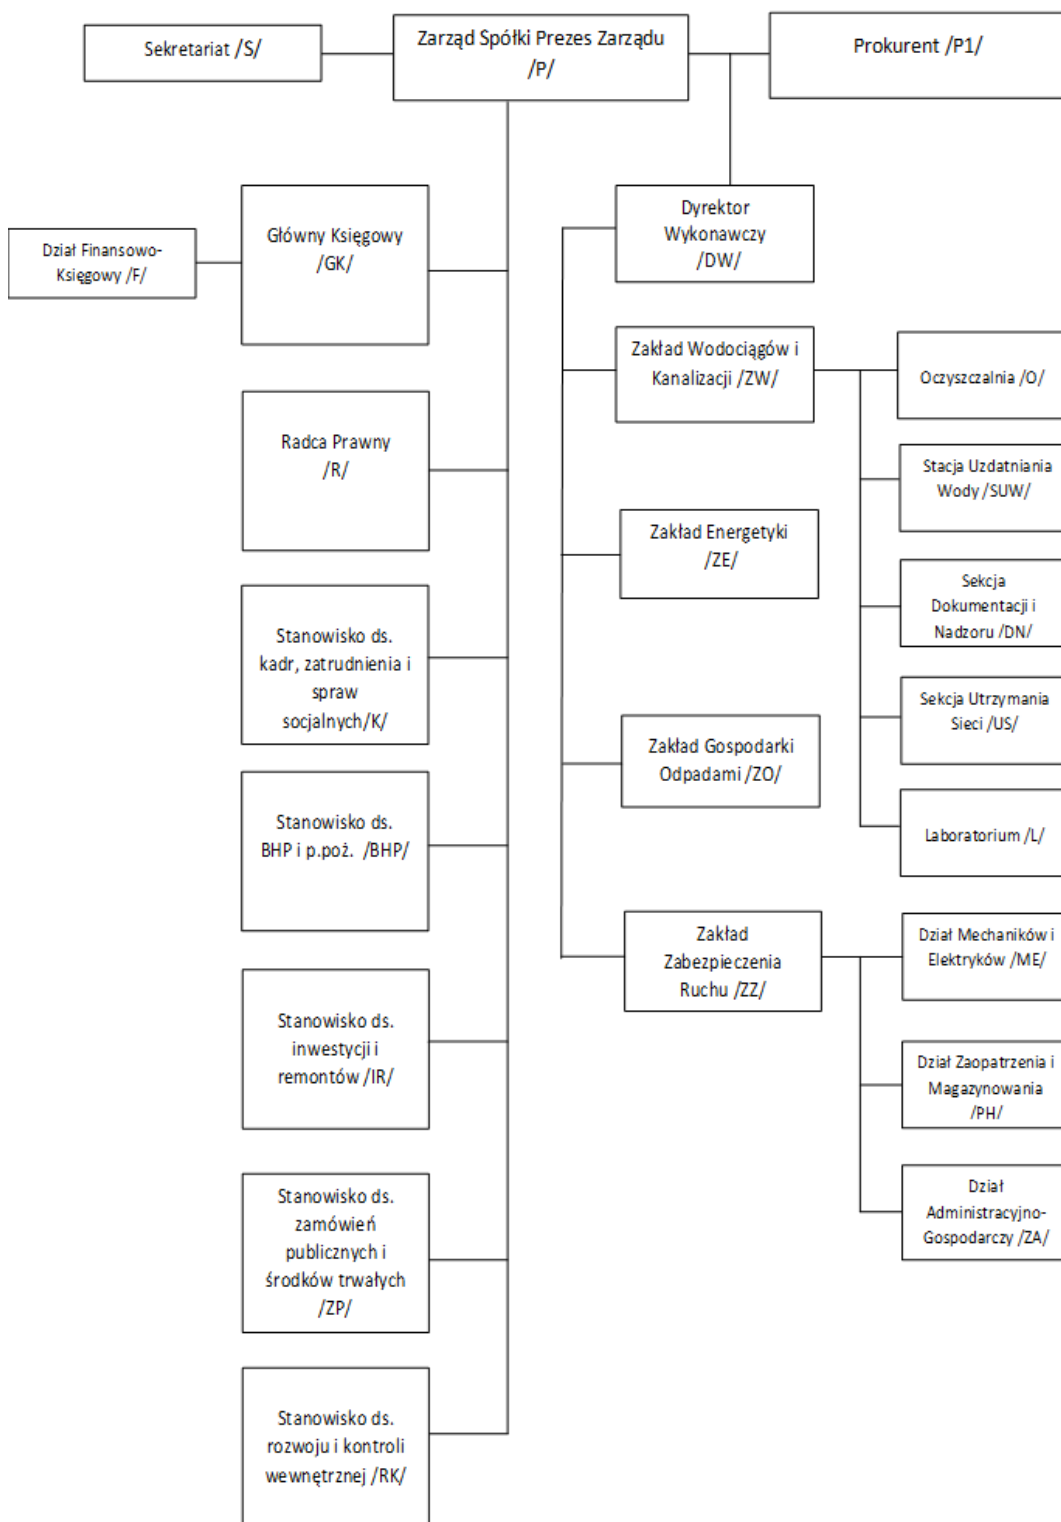 Sekretariat /S/
Zarząd Spółki Prezes Zarządu
/P/
Prokurent /P1/
Dział Finansowo-
Księgowy /F/
Główny Księgowy
/GK/
Radca Prawny
/R/
Stanowisko ds.
kadr, zatrudnienia i
spraw
socjalnych/K/
Stanowisko ds.
BHP i p.poż. /BHP/
Stanowisko ds.
inwestycji i
remontów /IR/
Stanowisko ds.
zamówień
publicznych i
środków trwałych
/ZP/
Stanowisko ds.
rozwoju i kontroli
wewnętrznej /RK/
Dyrektor
Wykonawczy
/DW/
Zakład Wodociągów i
Kanalizacji /ZW/
Zakład Energetyki
/ZE/
Zakład Gospodarki
Odpadami /ZO/
Zakład
Zabezpieczenia
Ruchu /ZZ/
Oczyszczalnia /O/
Stacja Uzdatniania
Wody /SUW/
Sekcja
Dokumentacji i
Nadzoru /DN/
Sekcja Utrzymania
Sieci /US/
Laboratorium /L/
Dział Mechaników i
Elektryków /ME/
Dział Zaopatrzenia i
Magazynowania
/PH/
Dział
Administracyjno-
Gospodarczy /ZA/